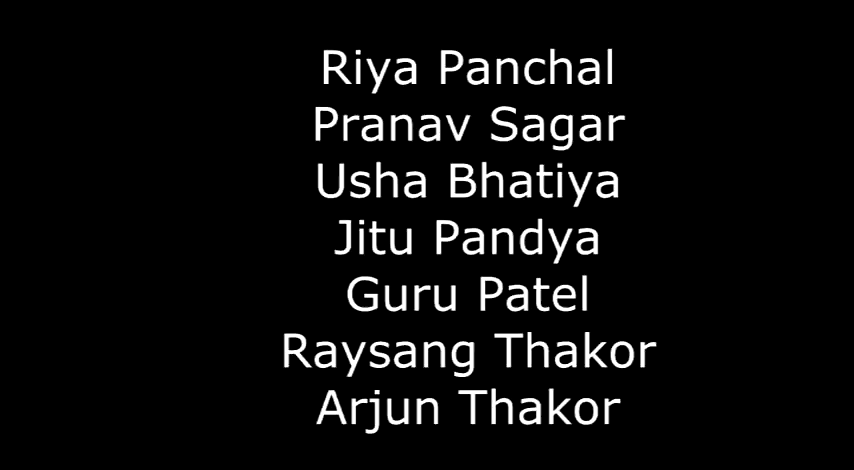 Riya Panchal
Pranav Sagar
Usha Bhatiya
Jitu Pandya
Guru Patel
Raysang Thakor
Arjun Thakor